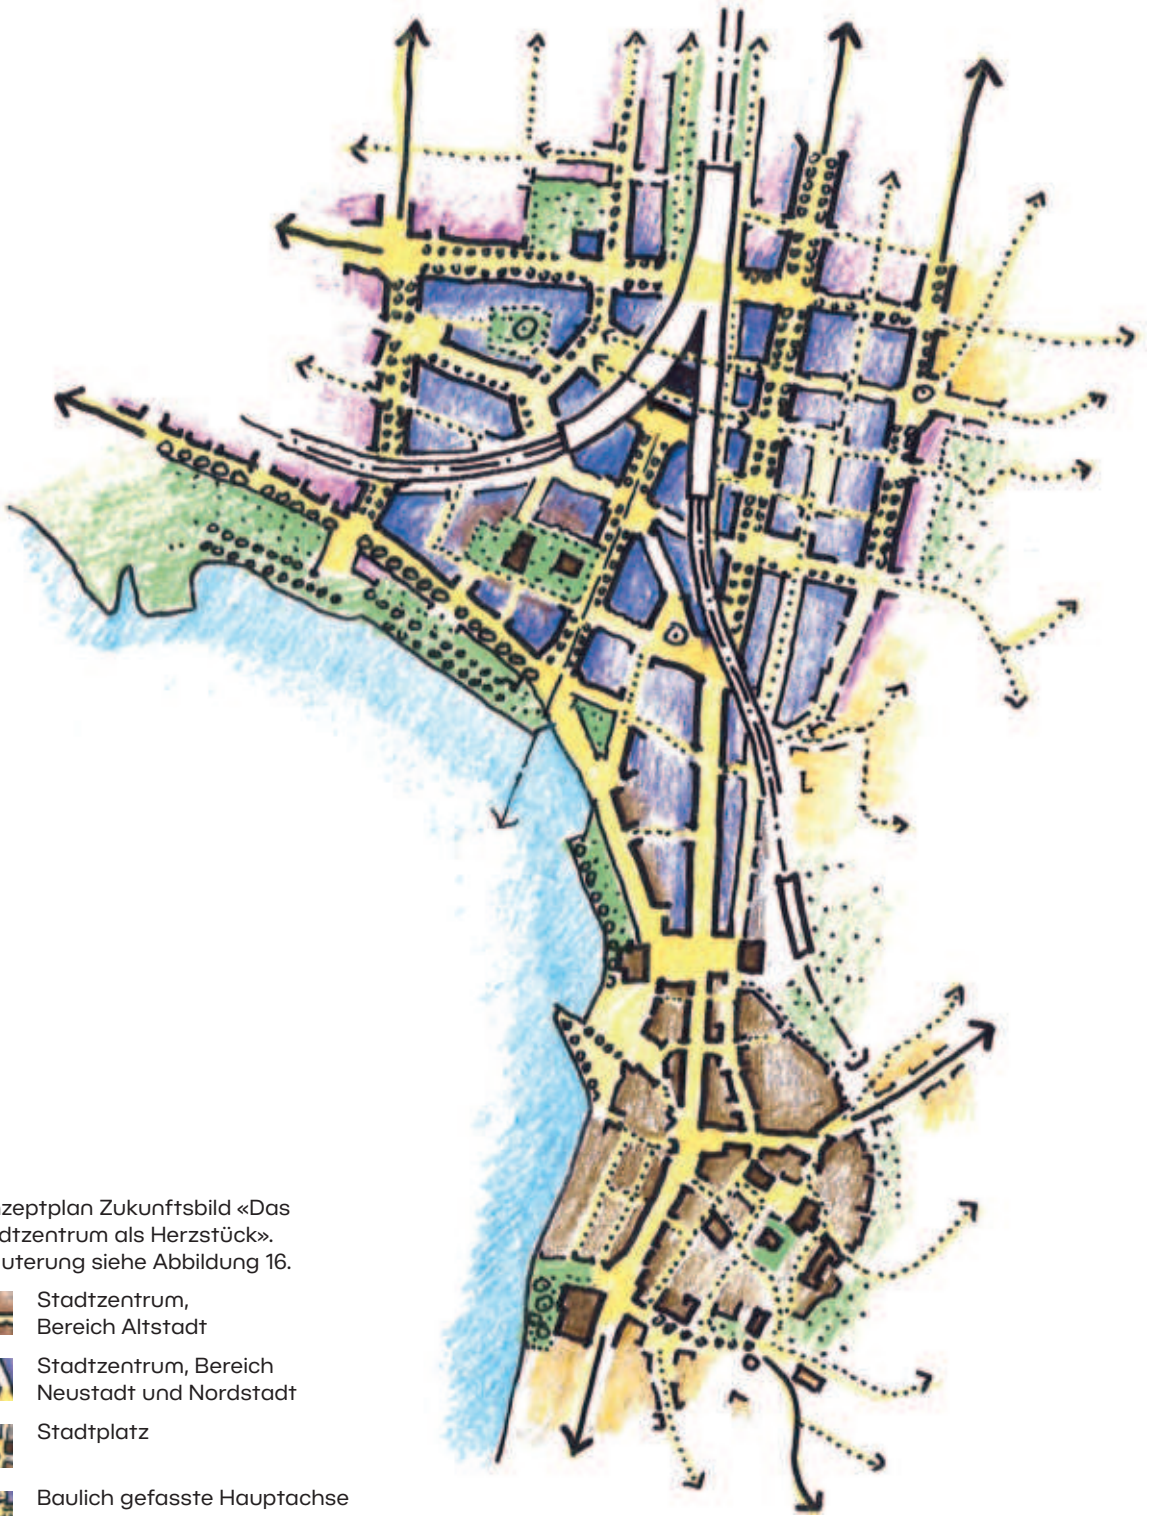 nzeptplan Zukunftsbild «Das
dtzentrum als Herzstück».
uterung siehe Abbildung 16.
Stadtzentrum,
Bereich Altstadt
Stadtzentrum, Bereich
Neustadt und Nordstadt
Stadtplatz
Baulich gefasste Hauptachse